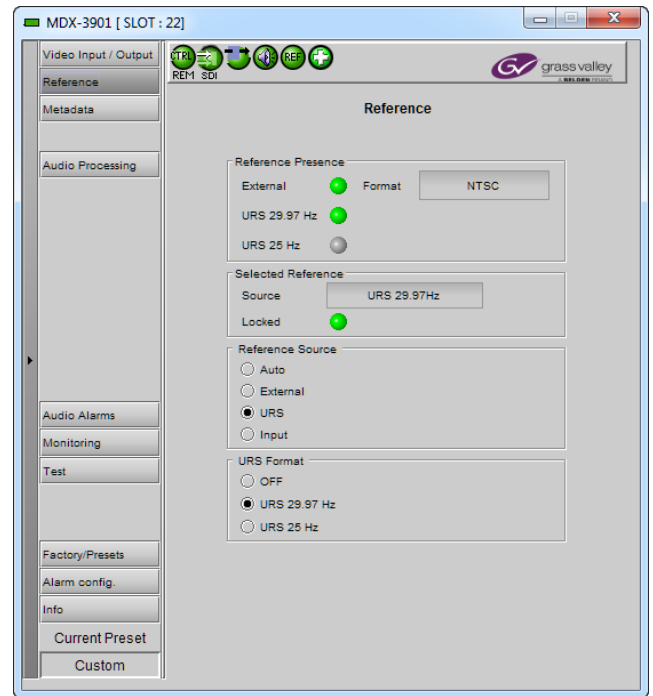 MDX-3901 [ SLOT : 22]
Video Input / Output
Reference
Metadata
Audio Processing
Audio Alarms
Monitoring
Test
Factory/Presets
Alarm config.
Info
Current Preset
Custom
CTRL
REF
REM SDI
GV grass valley
A BELDEN BRAND
Reference
Reference Presence
External Format NTSC
URS 29.97 Hz
URS 25 Hz
Selected Reference
Source URS 29.97Hz
Locked
Reference Source
Auto
External
URS
Input
URS Format
OFF
URS 29.97 Hz
URS 25 Hz